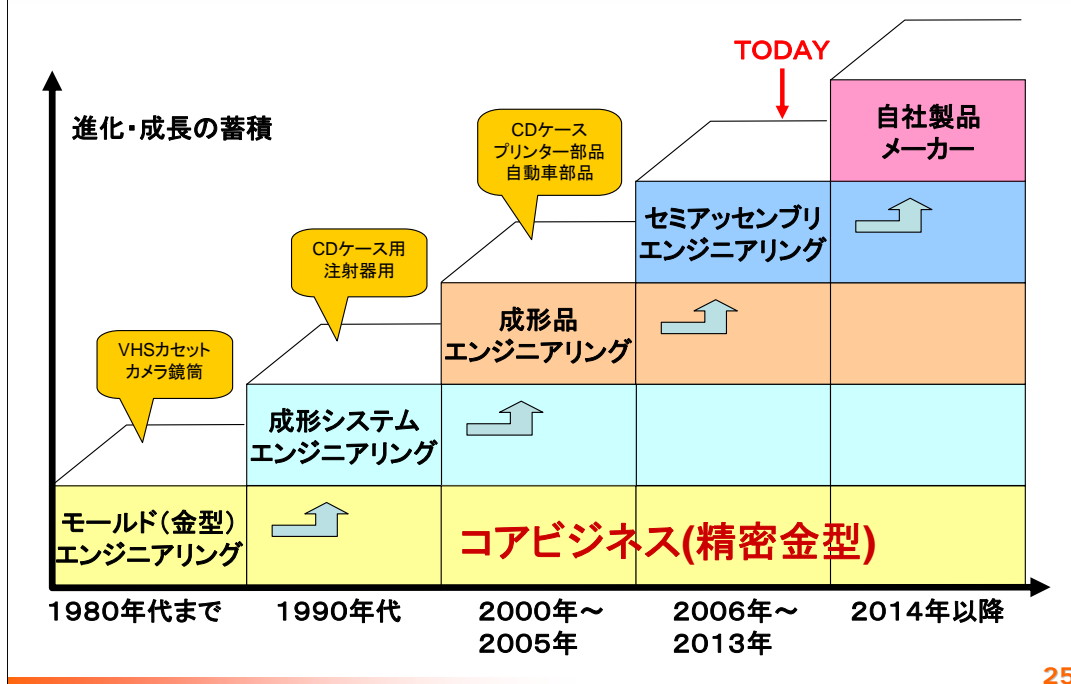 TODAY
進化・成長の蓄積
自社製品
メーカー
CDケース
プリンター部品
自動車部品
セミアッセンブリ
エンジニアリング
CDケース用
注射器用
成形品
エンジニアリング
VHSカセット
カメラ鏡筒
成形システム
エンジニアリング
モールド（金型）
エンジニアリング
コアビジネス(精密金型)
1980年代まで
1990年代
2000年～
2005年
2006年～
2013年
2014年以降
25